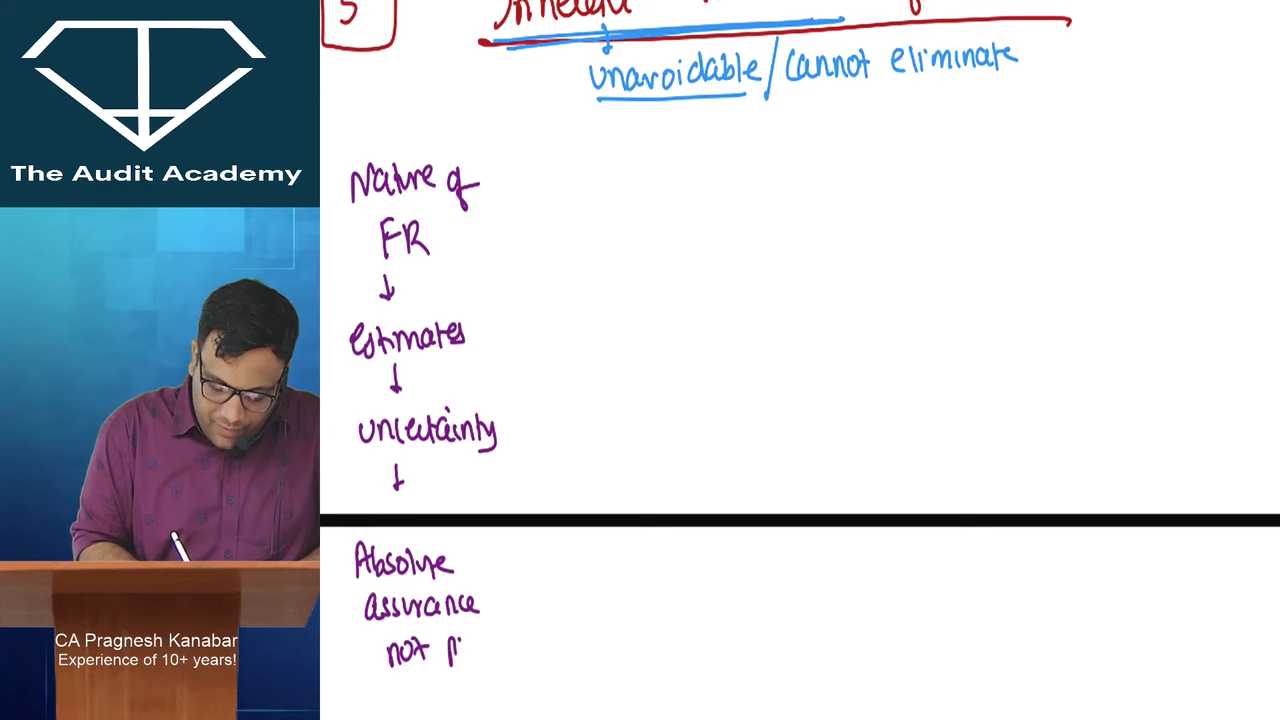 5
Inherent
unavoidable/cannot eliminate
The Audit Academy
Nature of
FR
↓
Estimates
↓
uncertainty
↓
Absolute
assurance
not
CA Pragnesh Kanabar
Experience of 10+ years!